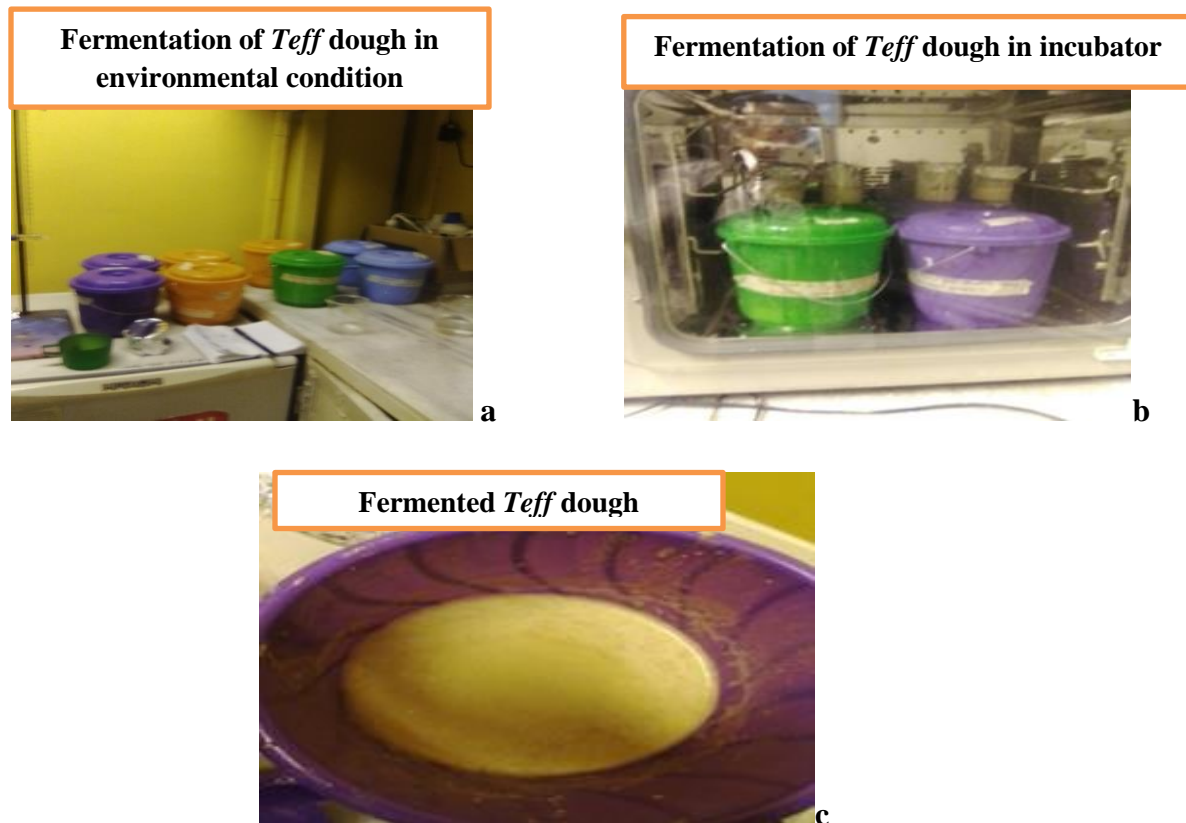 Fermentation of Teff dough in
environmental condition
Fermentation of Teff dough in incubator
a
b
Fermented Teff dough
c